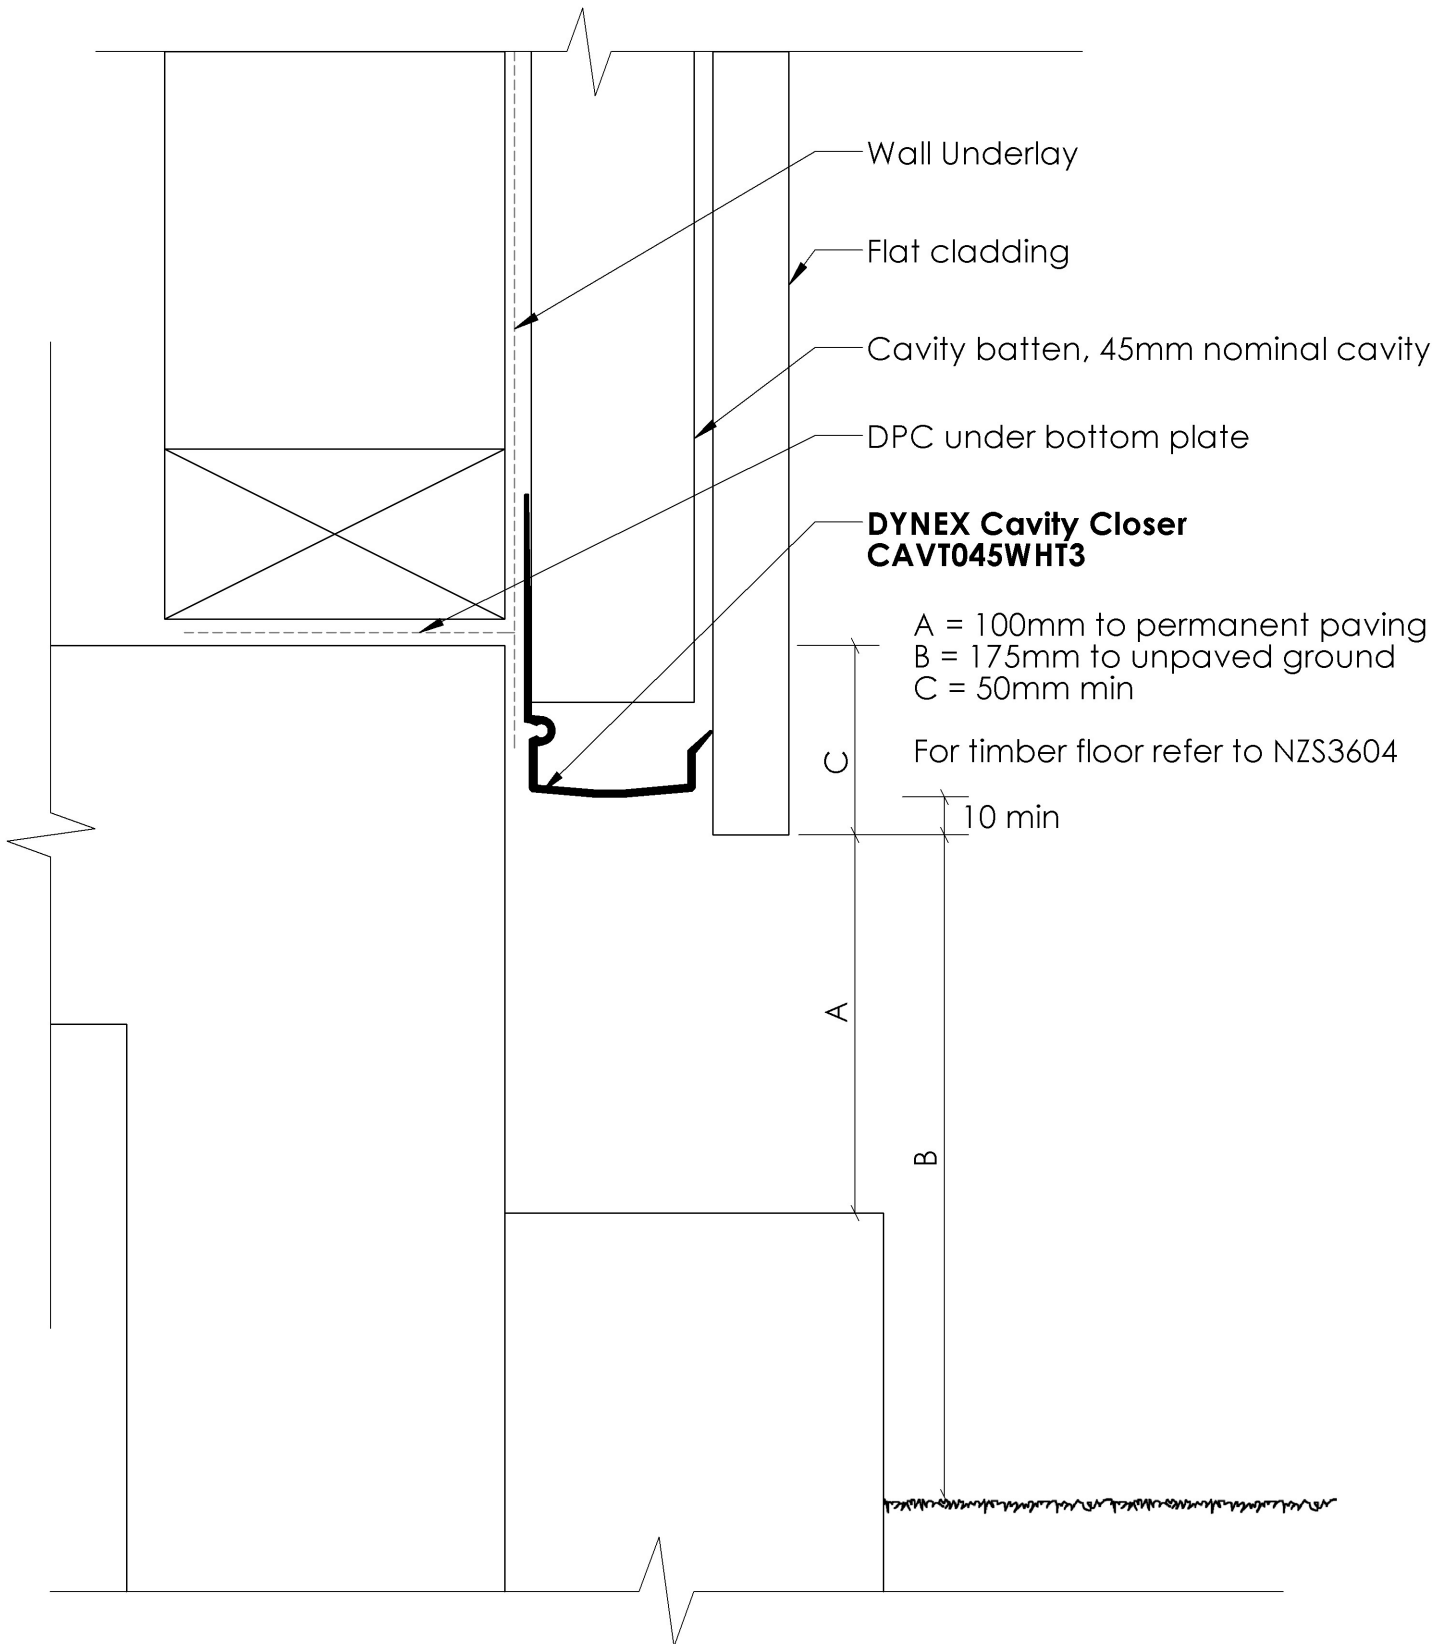 Wall Underlay
Flat cladding
Cavity batten, 45mm nominal cavity
DPC under bottom plate
DYNEX Cavity Closer
CAVT045WHT3
A = 100mm to permanent paving
B = 175mm to unpaved ground
C = 50mm min
For timber floor refer to NZS3604
C
10 min
A
B